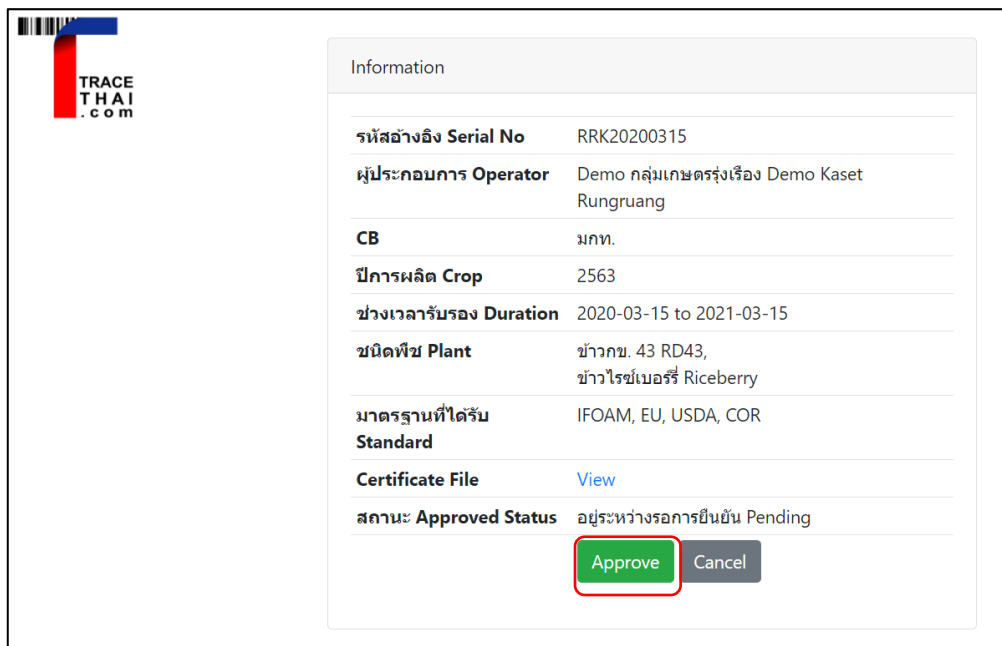 TRACE
THAI
.com
Information
รหัสอ้างอิง Serial No RRK20200315
ผู้ประกอบการ Operator Demo กลุ่มเกษตรรุ่งเรือง Demo Kaset
Rungruang
CB มกท.
ปีการผลิต Crop 2563
ช่วงเวลารับรอง Duration 2020-03-15 to 2021-03-15
ชนิดพืช Plant ข้าวกข. 43 RD43,
ข้าวไรซ์เบอร์รี่ Riceberry
มาตรฐานที่ได้รับ IFOAM, EU, USDA, COR
Standard
Certificate File View
สถานะ Approved Status อยู่ระหว่างรอการยืนยัน Pending
Approve Cancel